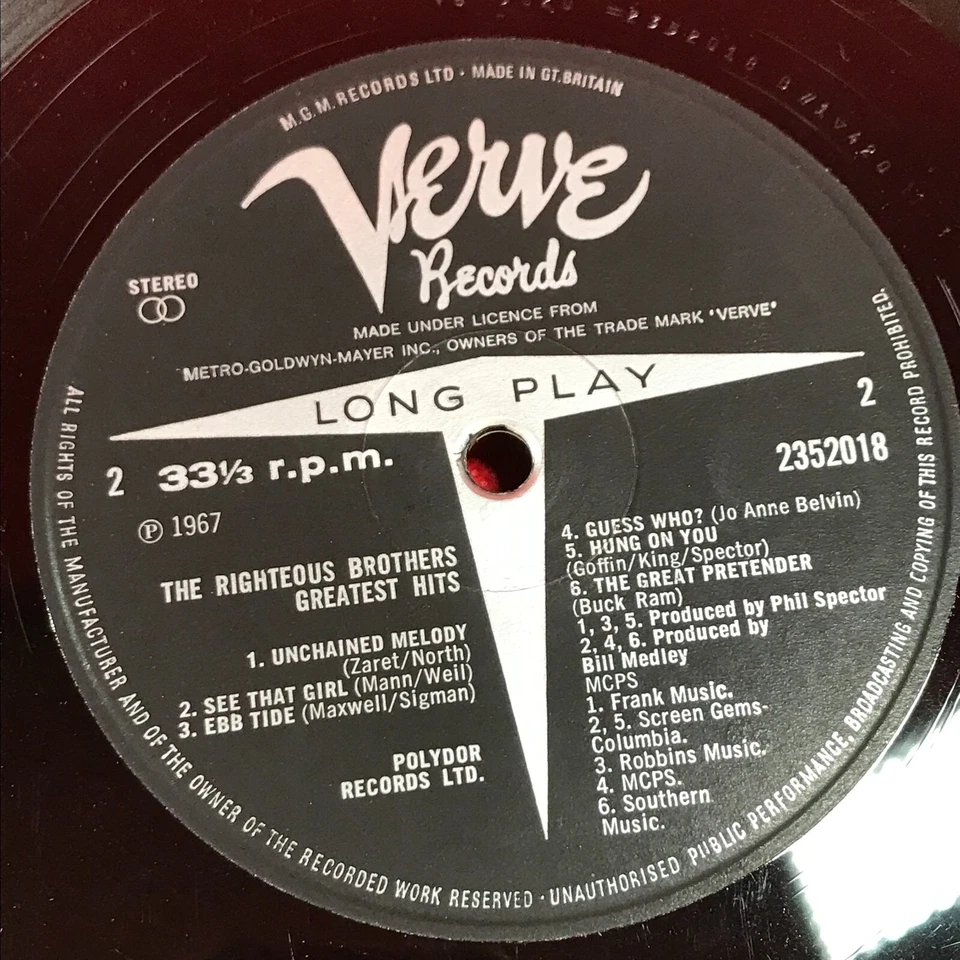 M.G.M. RECORDS LTD · MADE IN GT. BRITAIN
Verve
Records
STEREO
MADE UNDER LICENCE FROM
METRO-GOLDWYN-MAYER INC., OWNERS OF THE TRADE MARK 'VERVE'
LONG PLAY
2
2352018
2 33⅓ r.p.m.
Ⓟ 1967
THE RIGHTEOUS BROTHERS
GREATEST HITS
1. UNCHAINED MELODY
(Zaret/North)
2. SEE THAT GIRL (Mann/Weil)
3. EBB TIDE (Maxwell/Sigman)
POLYDOR
RECORDS LTD.
4. GUESS WHO? (Jo Anne Belvin)
5. HUNG ON YOU
(Goffin/King/Spector)
6. THE GREAT PRETENDER
(Buck Ram)
1, 3, 5. Produced by Phil Spector
2, 4, 6. Produced by
Bill Medley
MCPS
1. Frank Music.
2, 5. Screen Gems-
Columbia.
3. Robbins Music.
4. MCPS.
6. Southern
Music.
ALL RIGHTS OF THE MANUFACTURER AND OF THE OWNER OF THE RECORDED WORK RESERVED · UNAUTHORISED PUBLIC PERFORMANCE, BROADCASTING AND COPYING OF THIS RECORD PROHIBITED.